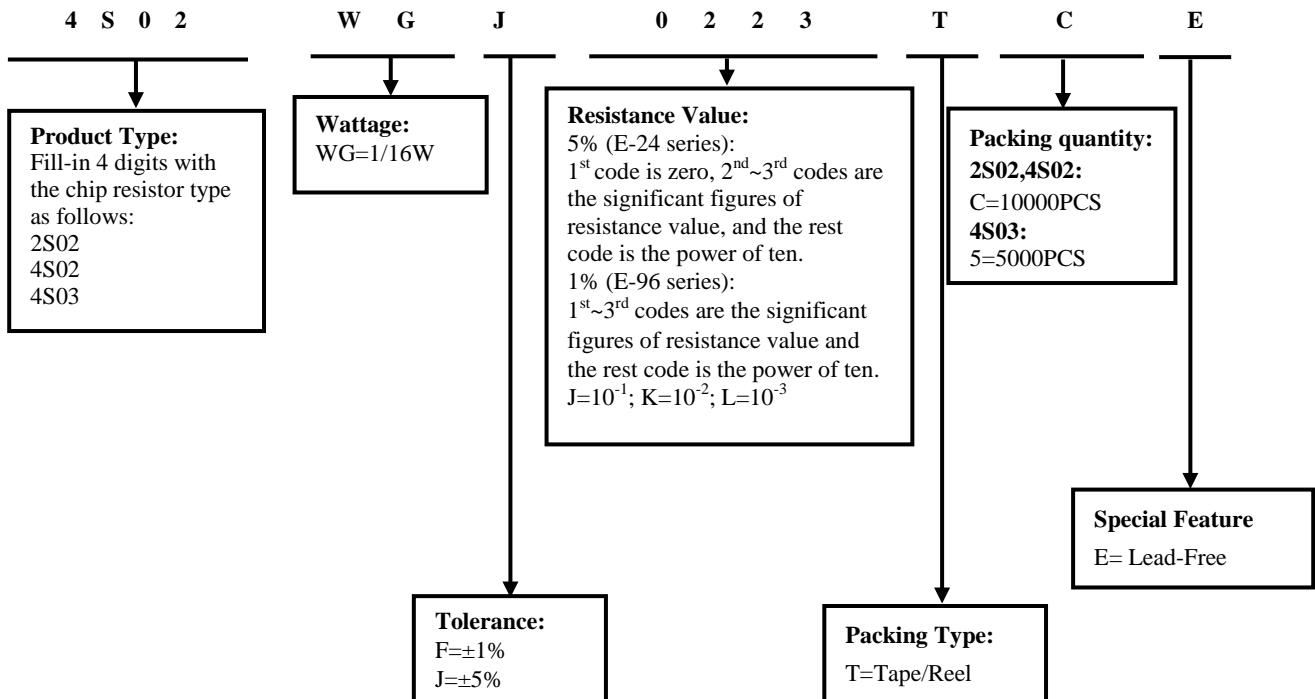 4 S 0 2 W G J 0 2 2 3 T C E
Product Type:
Fill-in 4 digits with
the chip resistor type
as follows:
2S02
4S02
4S03
Wattage:
WG=1/16W
Resistance Value:
5% (E-24 series):
1st code is zero, 2nd~3rd codes are
the significant figures of
resistance value, and the rest
code is the power of ten.
1% (E-96 series):
1st~3rd codes are the significant
figures of resistance value and
the rest code is the power of ten.
J=10-1; K=10-2; L=10-3
Packing quantity:
2S02,4S02:
C=10000PCS
4S03:
5=5000PCS
Special Feature
E= Lead-Free
Tolerance:
F=±1%
J=±5%
Packing Type:
T=Tape/Reel